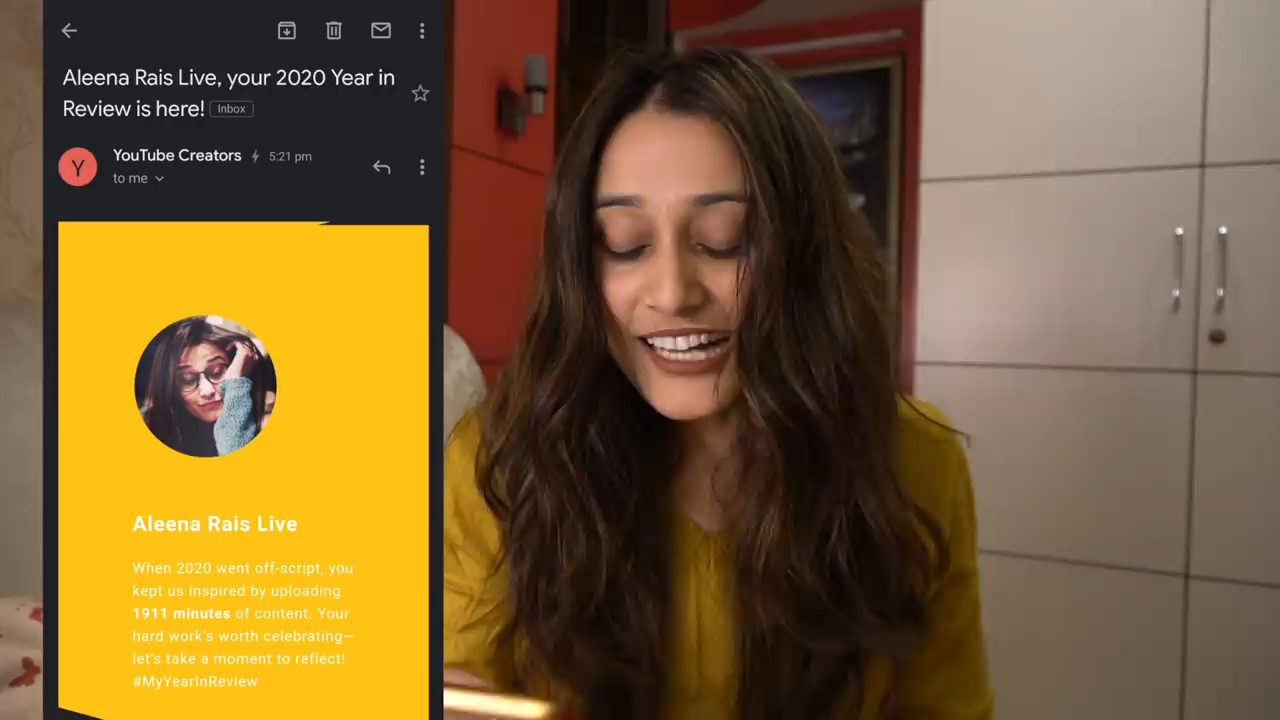 Aleena Rais Live, your 2020 Year in
Review is here! Inbox
Y
YouTube Creators 5:21 pm
to me
Aleena Rais Live
When 2020 went off-script, you
kept us inspired by uploading
1911 minutes of content. Your
hard work's worth celebrating—
let's take a moment to reflect!
#MyYearInReview